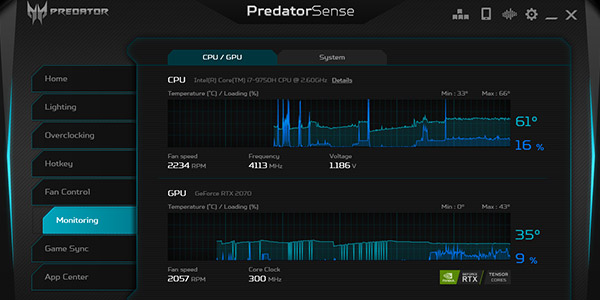 PREDATOR
PredatorSense
CPU / GPU
System
Home
Lighting
Overclocking
Hotkey
Fan Control
Monitoring
Game Sync
App Center
CPU Intel(R) Core(TM) i7-9750H CPU @ 2.60GHz Details
Temperature (˚C) / Loading (%) Min : 33° Max : 66°
61°
16 %
Fan speed Frequency Voltage
2234 RPM 4113 MHz 1.186 V
GPU GeForce RTX 2070
Temperature (˚C) / Loading (%) Min : 0° Max : 43°
35°
9 %
Fan speed Core Clock
2057 RPM 300 MHz
NVIDIA GEFORCE RTX TENSOR CORES